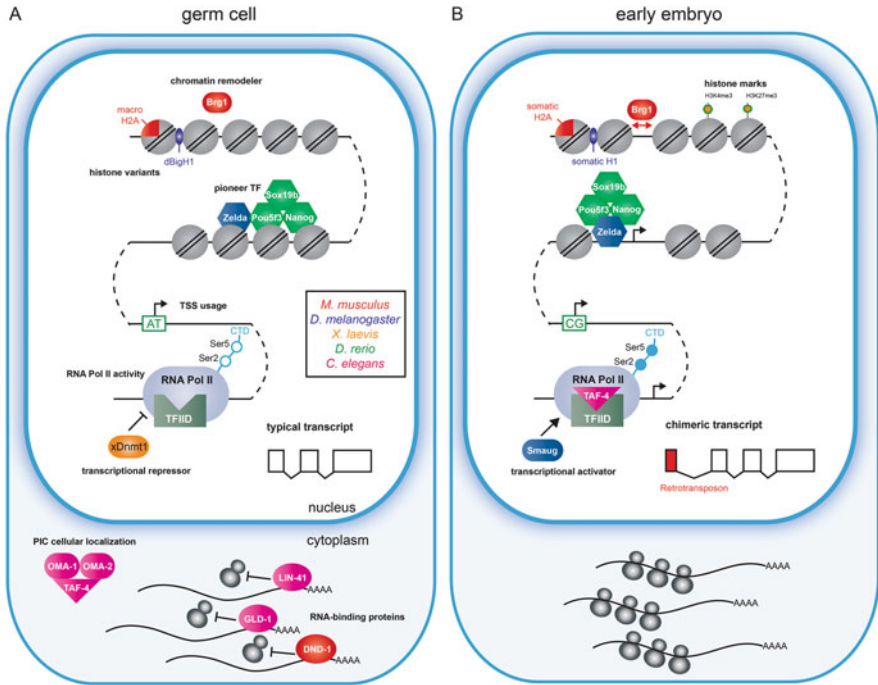 A
germ cell
chromatin remodeler
Brg1
macro
H2A
dBigH1
histone variants
pioneer TF
Sox19b
Zelda
Pou5f3
Nanog
TSS usage
AT
CTD
Ser5
Ser2
RNA Pol II activity
RNA Pol II
TFIID
xDnmt1
transcriptional repressor
M. musculus
D. melanogaster
X. laevis
D. rerio
C. elegans
typical transcript
nucleus
cytoplasm
PIC cellular localization
OMA-1
OMA-2
TAF-4
LIN-41
AAAA
GLD-1
AAAA
RNA-binding proteins
DND-1
AAAA
B
early embryo
histone marks
H3K4me3
H3K27me3
somatic
H2A
Brg1
somatic H1
Sox19b
Pou5f3
Nanog
Zelda
CG
CTD
Ser5
Ser2
RNA Pol II
TAF-4
TFIID
Smaug
transcriptional activator
chimeric transcript
Retrotransposon
AAAA
AAAA
AAAA